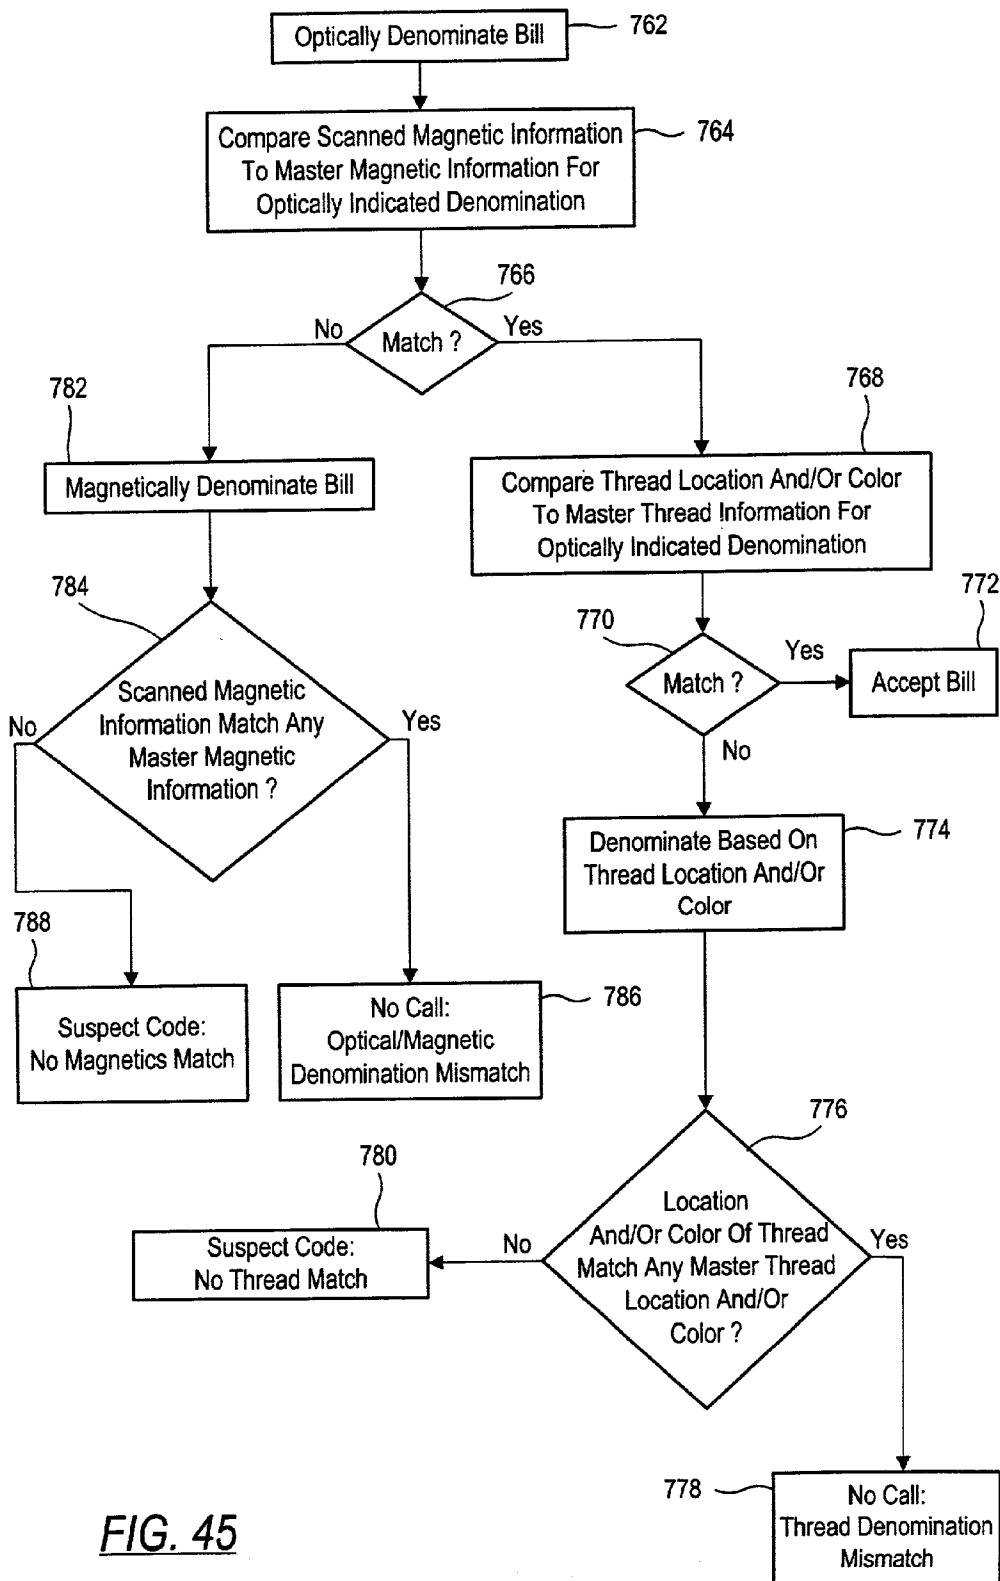 Optically Denominate Bill
762
Compare Scanned Magnetic Information
To Master Magnetic Information For
Optically Indicated Denomination
764
766
No
Match ?
Yes
782
Magnetically Denominate Bill
768
Compare Thread Location And/Or Color
To Master Thread Information For
Optically Indicated Denomination
784
Scanned Magnetic
Information Match Any
Master Magnetic
Information ?
No
Yes
770
Match ?
Yes
772
Accept Bill
No
Denominate Based On
Thread Location And/Or
Color
774
788
Suspect Code:
No Magnetics Match
No Call:
Optical/Magnetic
Denomination Mismatch
786
776
Location
And/Or Color Of Thread
Match Any Master Thread
Location And/Or
Color ?
780
Suspect Code:
No Thread Match
No
Yes
778
No Call:
Thread Denomination
Mismatch
FIG. 45